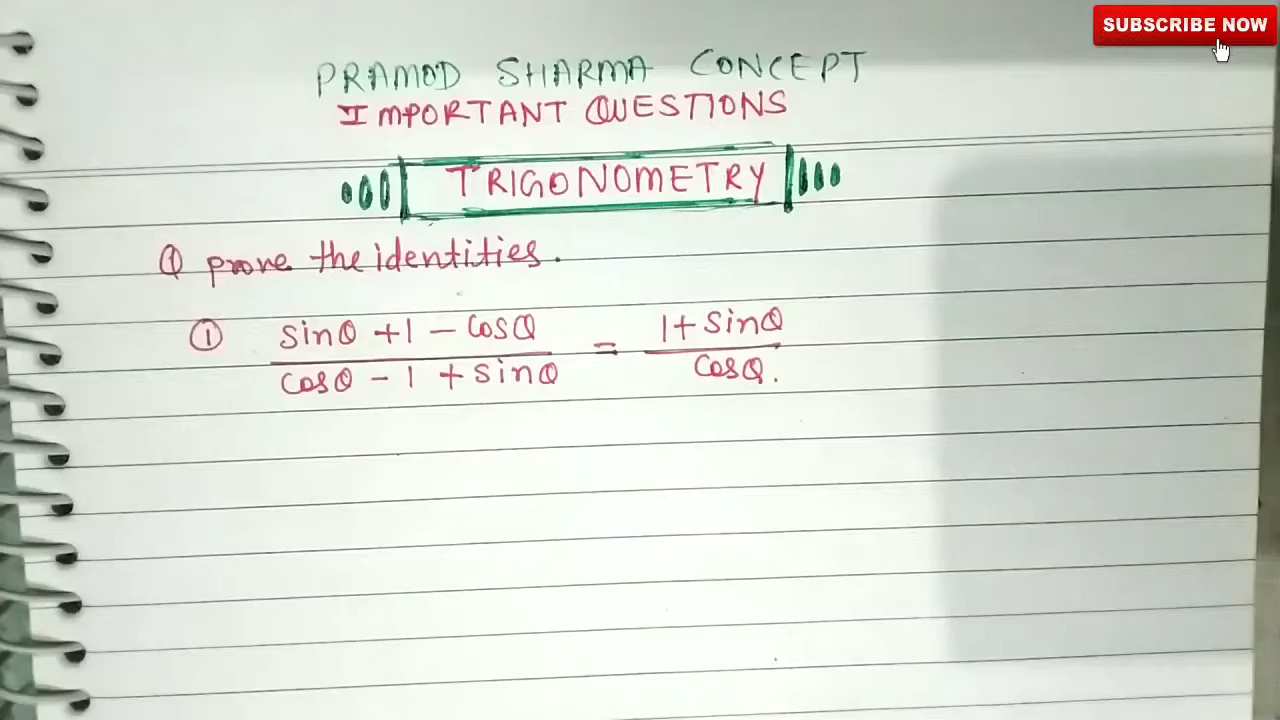 SUBSCRIBE NOW
PRAMOD SHARMA CONCEPT
IMPORTANT QUESTIONS
TRIGONOMETRY
Q prove the identities.
① sinθ + 1 - cosθ / cosθ - 1 + sinθ = 1 + sinθ / cosθ.